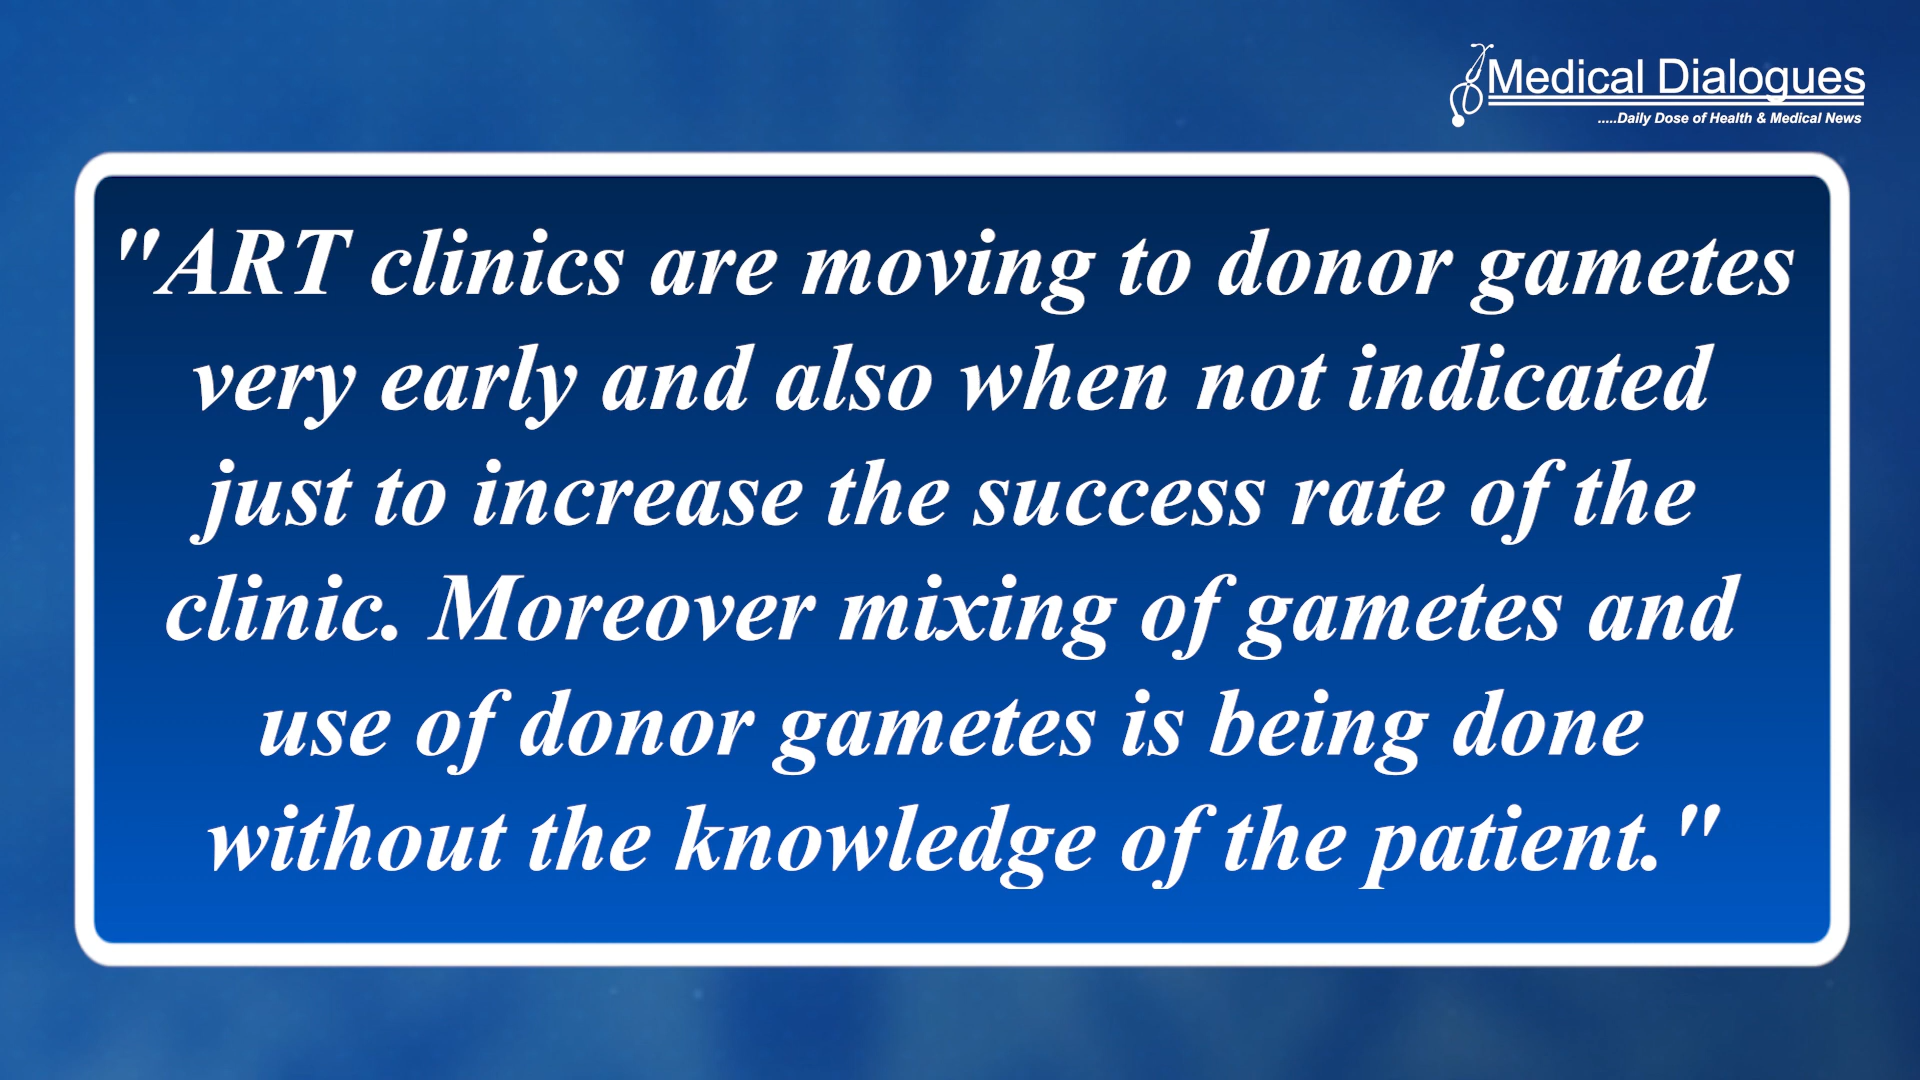 Medical Dialogues
.....Daily Dose of Health & Medical News
"ART clinics are moving to donor gametes
very early and also when not indicated
just to increase the success rate of the
clinic. Moreover mixing of gametes and
use of donor gametes is being done
without the knowledge of the patient."